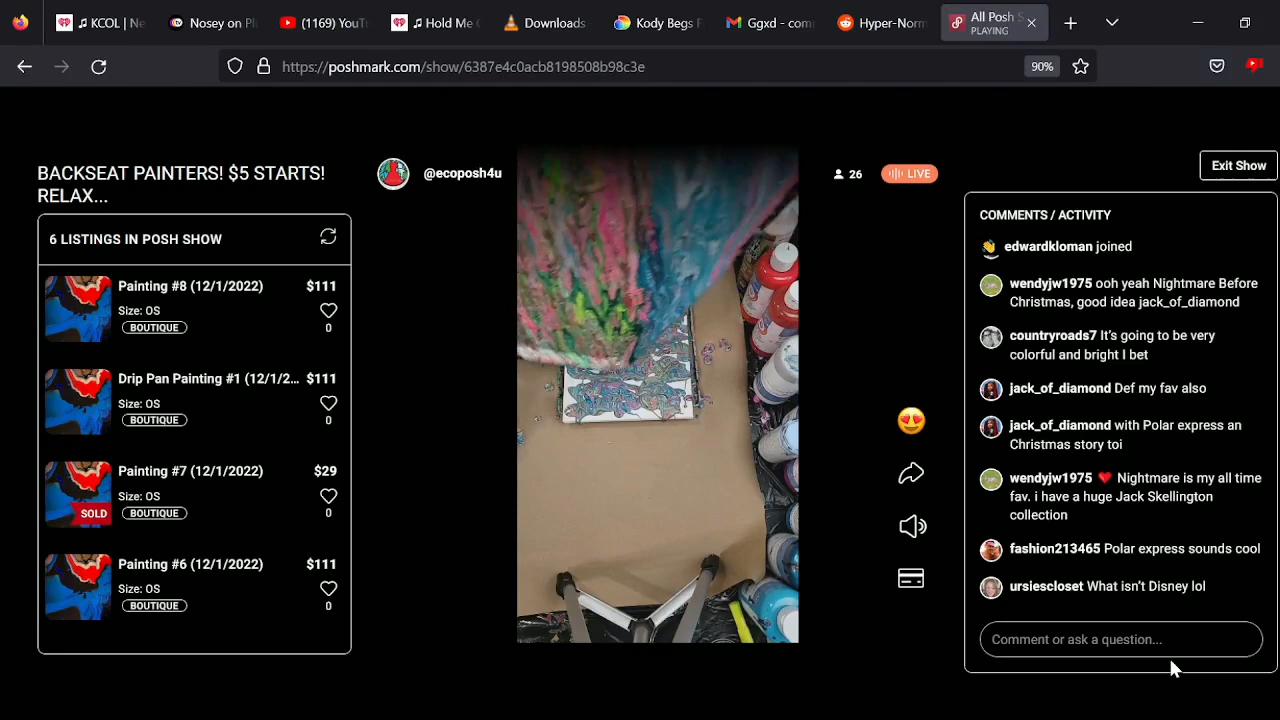 KCOL | Ne
Nosey on Pl
(1169) YouT
Hold Me C
Downloads
Kody Begs F
Ggxd - com
Hyper-Norm
All Posh S
PLAYING
https://poshmark.com/show/6387e4c0acb8198508b98c3e
90%
BACKSEAT PAINTERS! $5 STARTS!
RELAX...
6 LISTINGS IN POSH SHOW
Painting #8 (12/1/2022) $111
Size: OS
BOUTIQUE
0
Drip Pan Painting #1 (12/1/2... $111
Size: OS
BOUTIQUE
0
Painting #7 (12/1/2022) $29
Size: OS
SOLD
BOUTIQUE
0
Painting #6 (12/1/2022) $111
Size: OS
BOUTIQUE
0
@ecoposh4u
26
LIVE
Exit Show
COMMENTS / ACTIVITY
edwardkloman joined
wendyjw1975 ooh yeah Nightmare Before
Christmas, good idea jack_of_diamond
countryroads7 It's going to be very
colorful and bright I bet
jack_of_diamond Def my fav also
jack_of_diamond with Polar express an
Christmas story toi
wendyjw1975 ❤️ Nightmare is my all time
fav. i have a huge Jack Skellington
collection
fashion213465 Polar express sounds cool
ursiescloset What isn't Disney lol
Comment or ask a question...